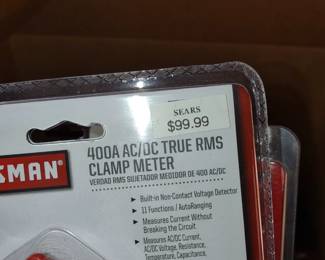 SEARS
$99.99
SMAN
400A AC/DC TRUE RMS
CLAMP METER
VERDAD RMS SUJETADOR MEDIDOR DE 400 AC/DC
Built-in Non-Contact Voltage Detector
11 Functions / AutoRanging
Measures Current Without
Breaking the Circuit
Measures AC/DC Current,
AC/DC Voltage, Resistance,
Temperature, Capacitance,